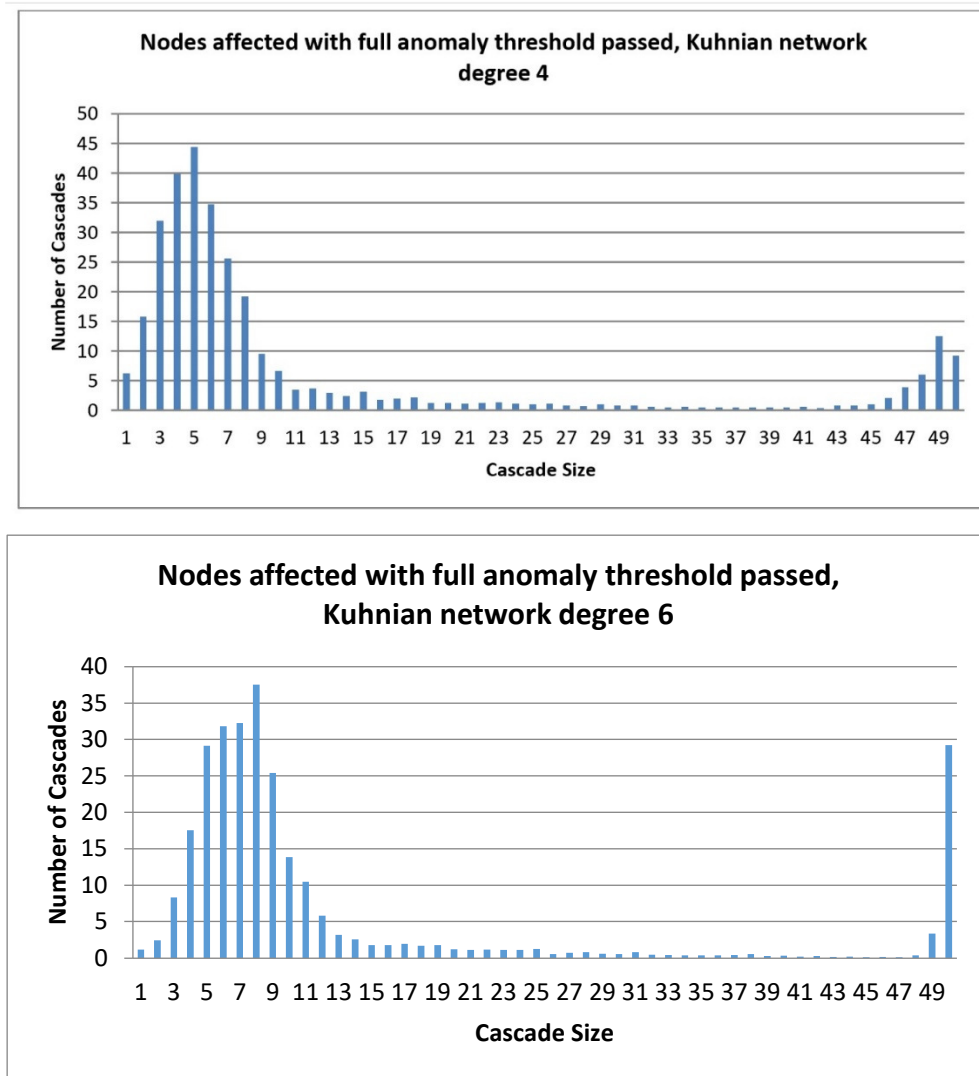 Nodes affected with full anomaly threshold passed, Kuhnian network
degree 4
50
45
40
35
30
25
20
15
10
5
0
Number of Cascades
1 3 5 7 9 11 13 15 17 19 21 23 25 27 29 31 33 35 37 39 41 43 45 47 49
Cascade Size
Nodes affected with full anomaly threshold passed,
Kuhnian network degree 6
40
35
30
25
20
15
10
5
0
Number of Cascades
1 3 5 7 9 11 13 15 17 19 21 23 25 27 29 31 33 35 37 39 41 43 45 47 49
Cascade Size